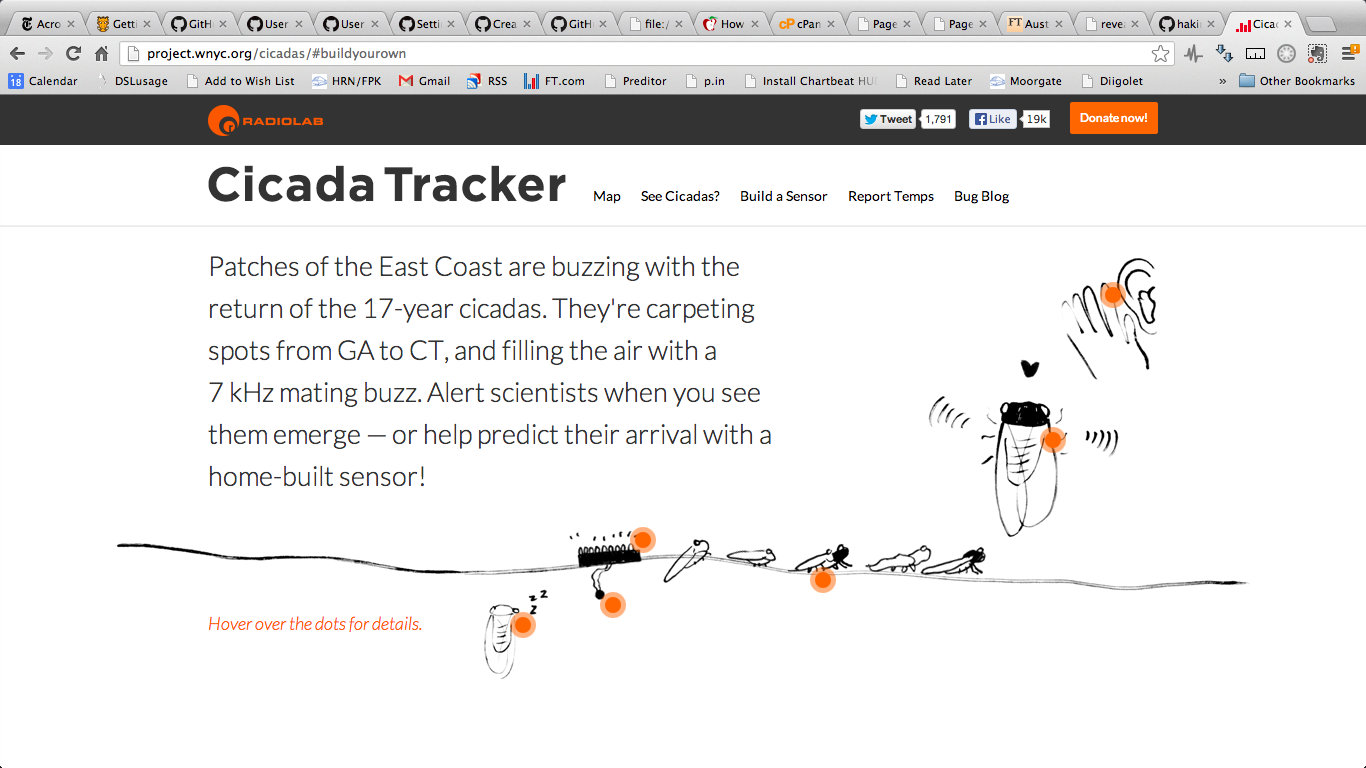 Acro
Getti
GitH
User
User
Setti
Crea
GitH
file:/
How
cPan
Page
Page
FT Aust
reve
haki
Cicad
project.wnyc.org/cicadas/#buildyourown
18 Calendar
DSLusage
Add to Wish List
HRN/FPK
Gmail
RSS
FT.com
Preditor
p.in
Install Chartbeat HU
Read Later
Moorgate
Diigolet
»
Other Bookmarks
RADIOLAB
Tweet 1,791
Like 19k
Donate now!
Cicada Tracker
Map
See Cicadas?
Build a Sensor
Report Temps
Bug Blog
Patches of the East Coast are buzzing with the
return of the 17-year cicadas. They're carpeting
spots from GA to CT, and filling the air with a
7 kHz mating buzz. Alert scientists when you see
them emerge — or help predict their arrival with a
home-built sensor!
z z
z
Hover over the dots for details.